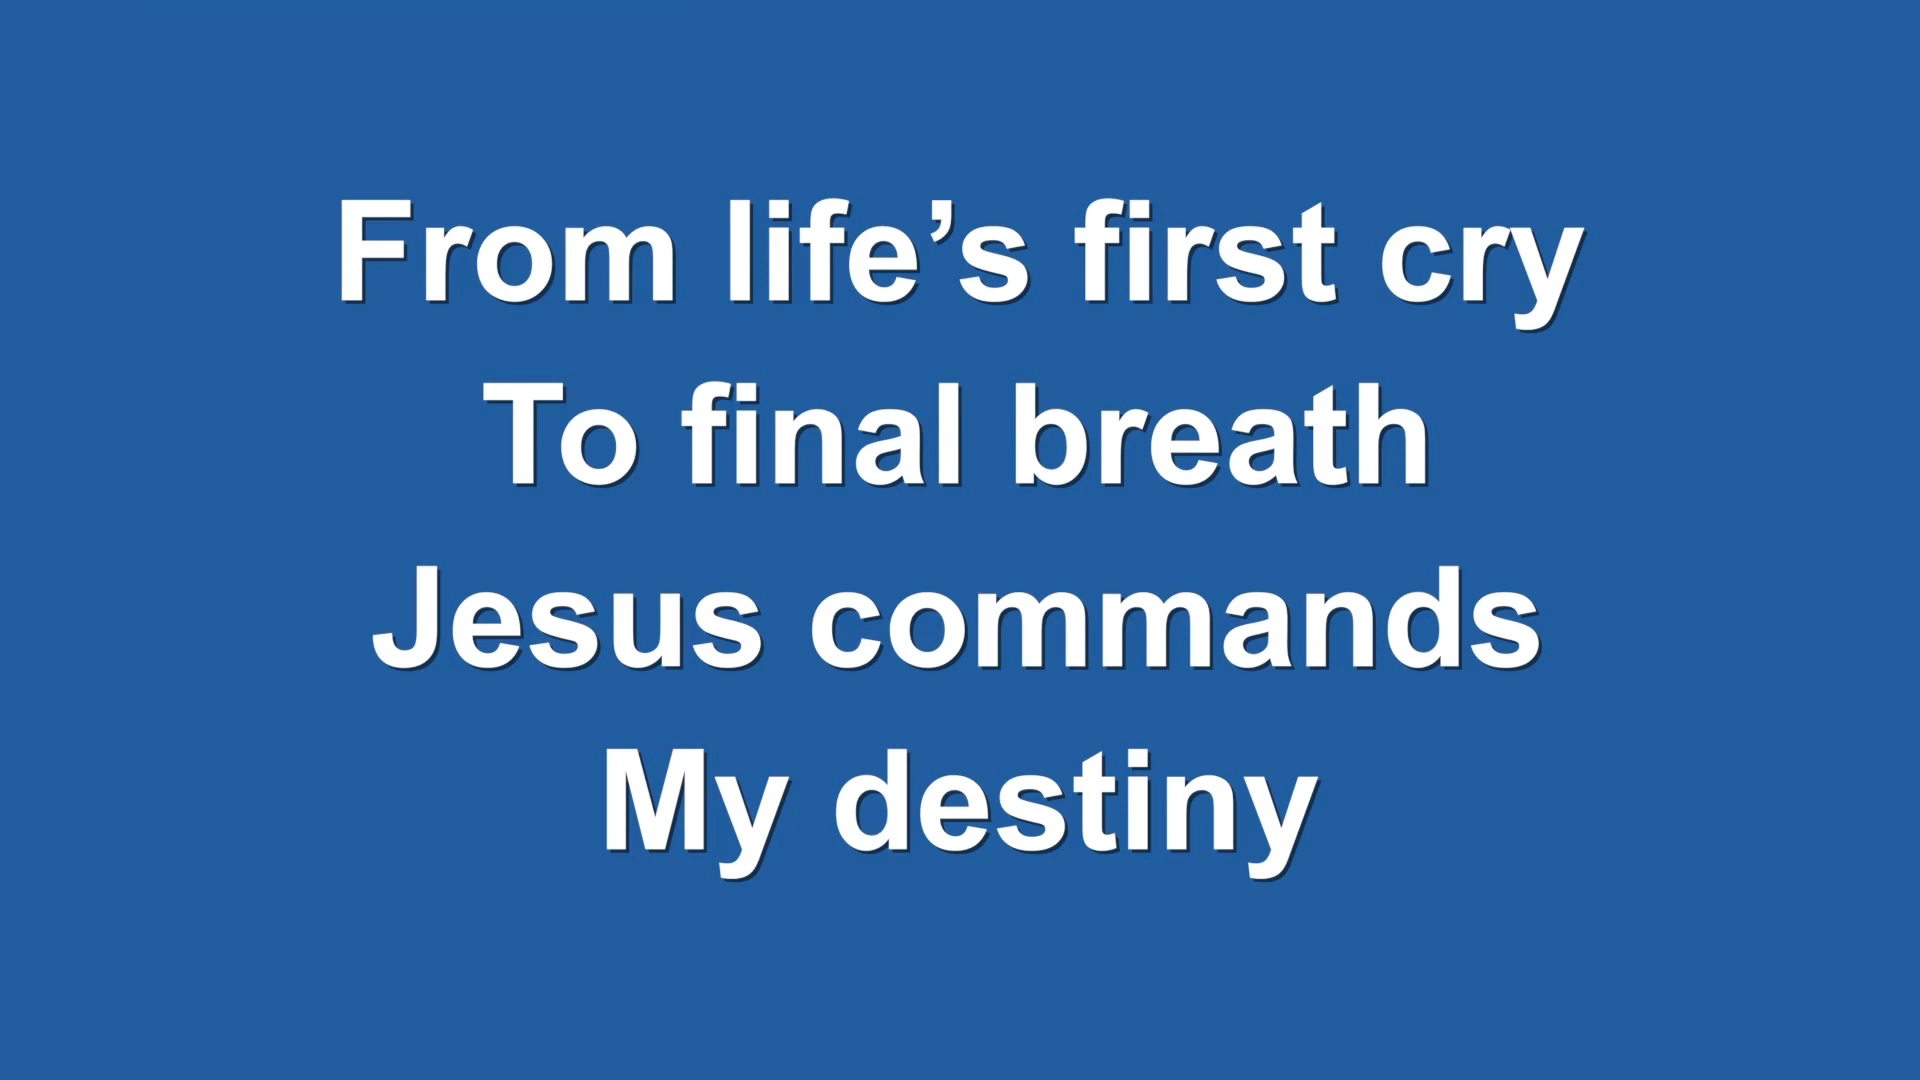 From life’s first cry
To final breath
Jesus commands
My destiny